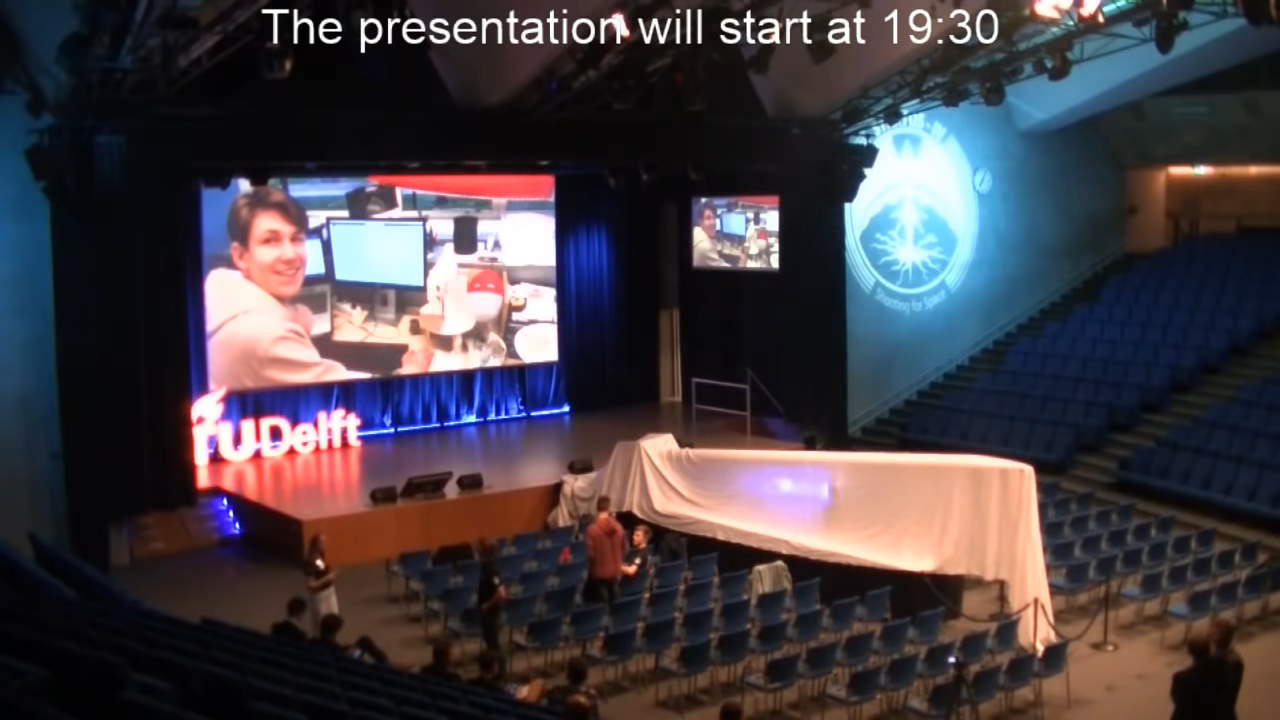 The presentation will start at 19:30
TUDelft
Shooting for Space